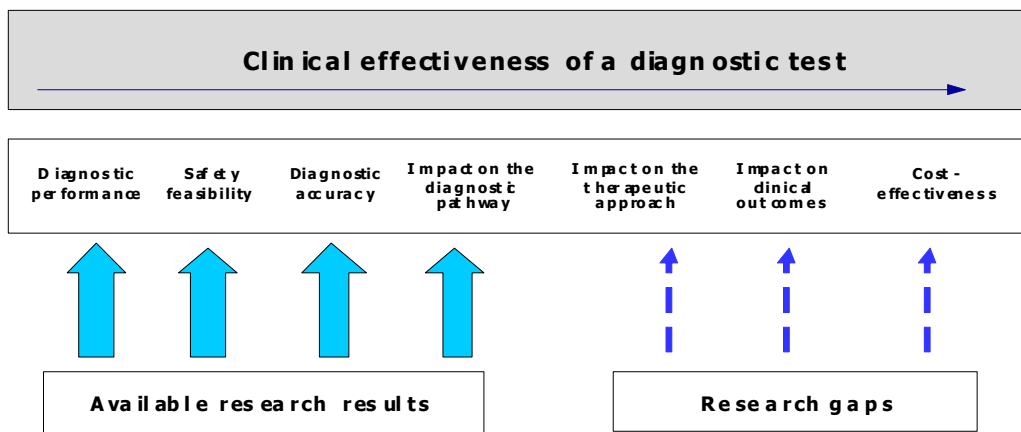 Clinical effectiveness of a diagnostic test
Diagnostic
performance
Safety
feasibility
Diagnostic
accuracy
Impact on the
diagnostic
pathway
Impact on the
therapeutic
approach
Impact on
clinical
outcomes
Cost-
effectiveness
Available research results
Research gaps